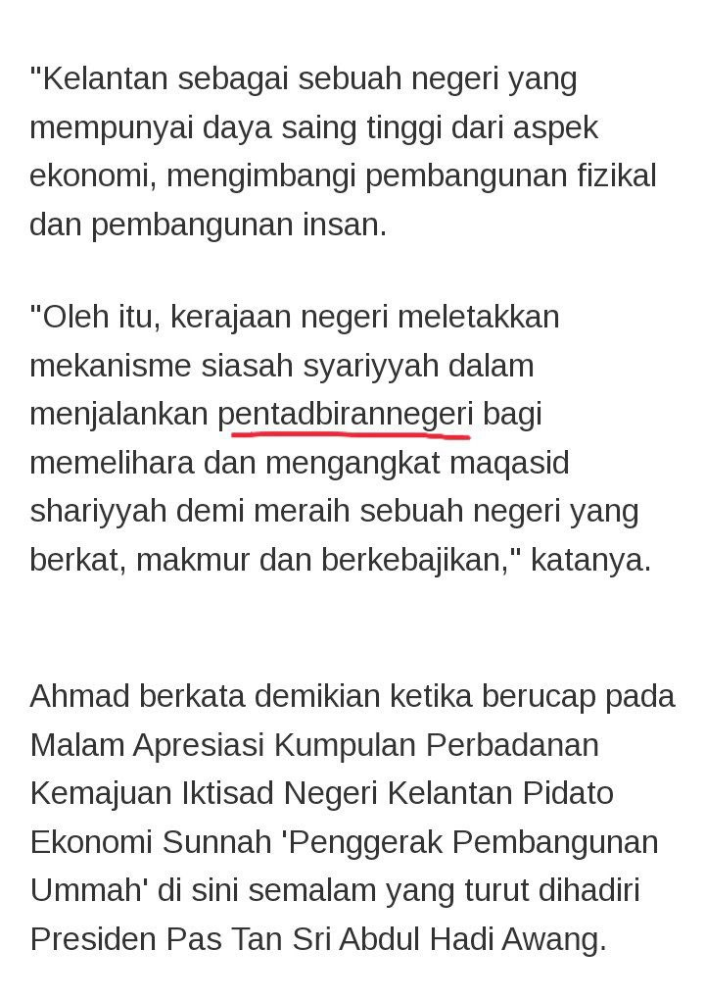 "Kelantan sebagai sebuah negeri yang
mempunyai daya saing tinggi dari aspek
ekonomi, mengimbangi pembangunan fizikal
dan pembangunan insan.
"Oleh itu, kerajaan negeri meletakkan
mekanisme siasah syariyyah dalam
menjalankan pentadbirannegeri bagi
memelihara dan mengangkat maqasid
shariyyah demi meraih sebuah negeri yang
berkat, makmur dan berkebajikan," katanya.
Ahmad berkata demikian ketika berucap pada
Malam Apresiasi Kumpulan Perbadanan
Kemajuan Iktisad Negeri Kelantan Pidato
Ekonomi Sunnah 'Penggerak Pembangunan
Ummah' di sini semalam yang turut dihadiri
Presiden Pas Tan Sri Abdul Hadi Awang.